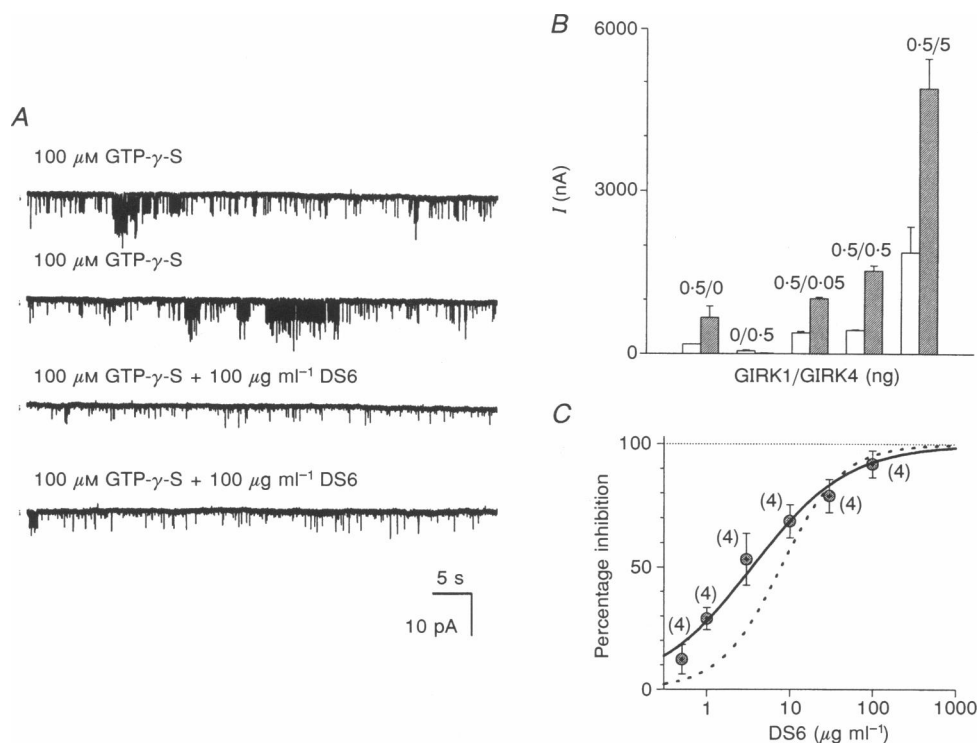 A
100 μM GTP-γ-S
100 μM GTP-γ-S
100 μM GTP-γ-S + 100 μg ml⁻¹ DS6
100 μM GTP-γ-S + 100 μg ml⁻¹ DS6
5 s
10 pA
B
6000
3000
0
I (nA)
0·5/0
0/0·5
0·5/0·05
0·5/0·5
0·5/5
GIRK1/GIRK4 (ng)
C
100
50
0
Percentage inhibition
(4)
(4)
(4)
(4)
(4)
(4)
1
10
100
1000
DS6 (μg ml⁻¹)